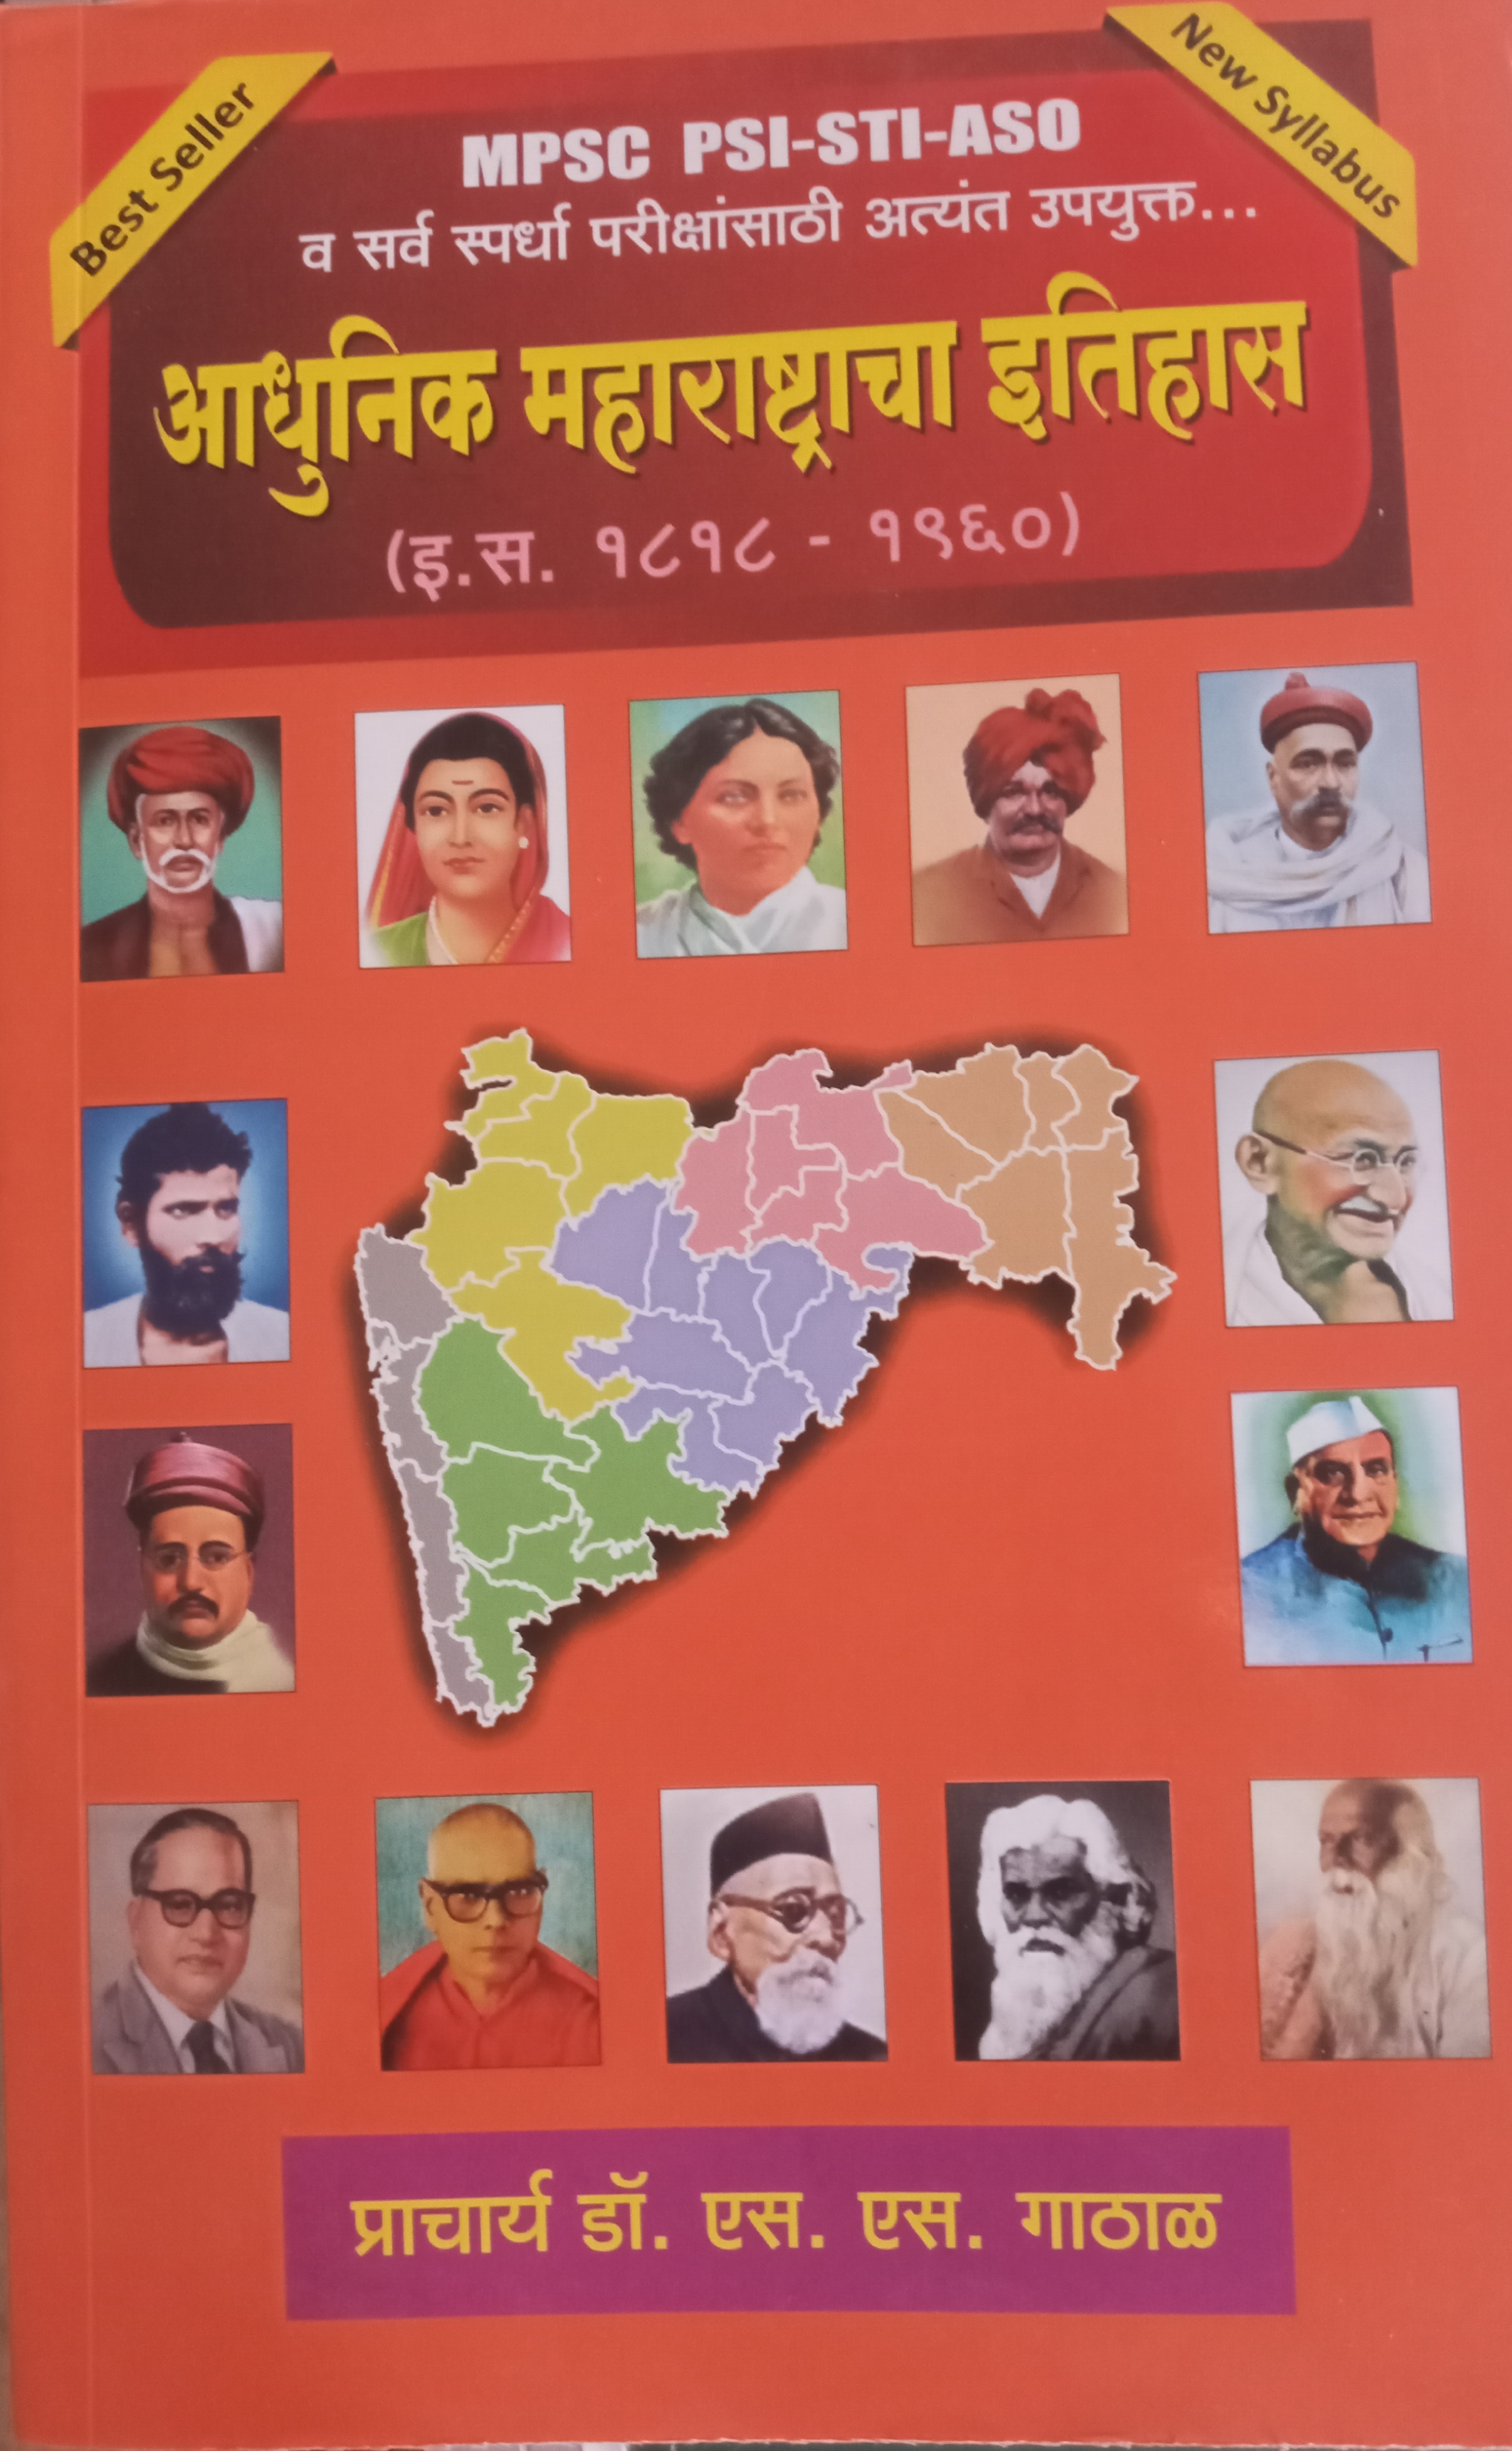 Best Seller
New Syllabus
MPSC PSI-STI-ASO
व सर्व स्पर्धा परीक्षांसाठी अत्यंत उपयुक्त...
आधुनिक महाराष्ट्राचा इतिहास
(इ.स. १८१८ - १९६०)
प्राचार्य डॉ. एस. एस. गाठाळ